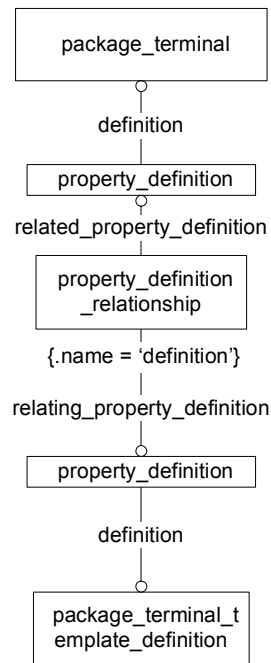 package_terminal
definition
property_definition
related_property_definition
property_definition
_relationship
{.name = ‘definition’}
relating_property_definition
property_definition
definition
package_terminal_t
emplate_definition